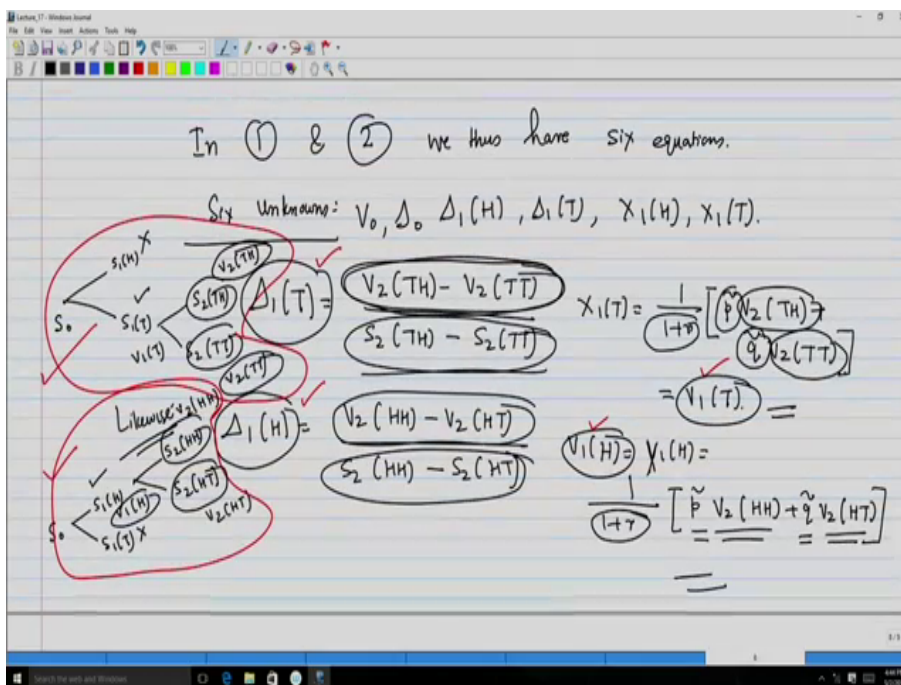 Lecture_17 - Windows Journal
File Edit View Insert Actions Tools Help
In ① & ② we thus have six equations.
Six unknowns: V₀, Δ₀ Δ₁(H), Δ₁(T), X₁(H), X₁(T).
S₀ S₁(H) X
S₁(T) ✓
V₁(T)
V₂(TH)
S₂(TH)
S₂(TT)
V₂(TT)
Δ₁(T) = V₂(TH) - V₂(TT)
S₂(TH) - S₂(TT)
X₁(T) = 1/(1+r) [p̃ V₂(TH) +
q̃ V₂(TT)]
= V₁(T).
Likewise V₂(HH)
S₂(HH)
S₁(H)
V₁(H)
S₂(HT)
V₂(HT)
S₀ S₁(T) X
Δ₁(H) = V₂(HH) - V₂(HT)
S₂(HH) - S₂(HT)
V₁(H) = X₁(H) =
1/(1+r) [p̃ V₂(HH) + q̃ V₂(HT)]
Search the web and Windows